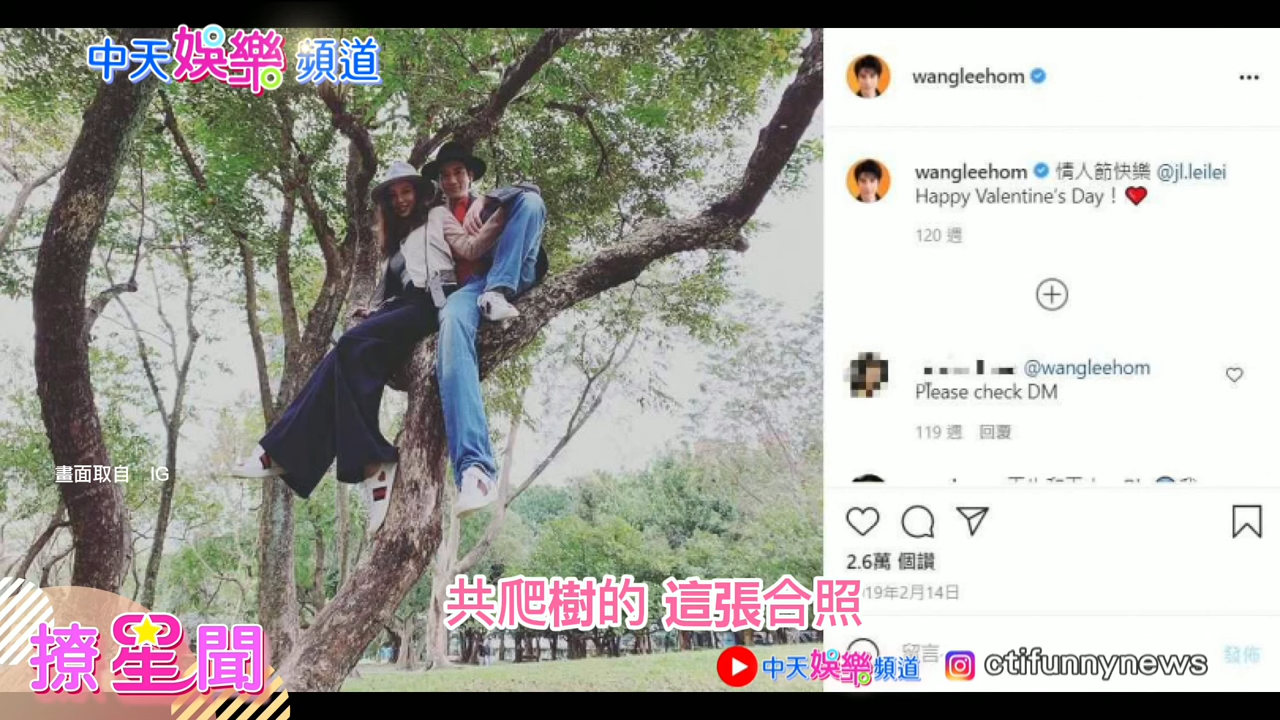 中天娛樂 頻道
wangleehom
wangleehom 情人節快樂 @jl.leilei
Happy Valentine's Day！
120 週
@wangleehom
Please check DM
119 週 回覆
2.6萬 個讚
19年2月14日
留言
發佈
畫面取自 IG
共爬樹的 這張合照
撩星聞
中天娛樂頻道
ctifunnynews